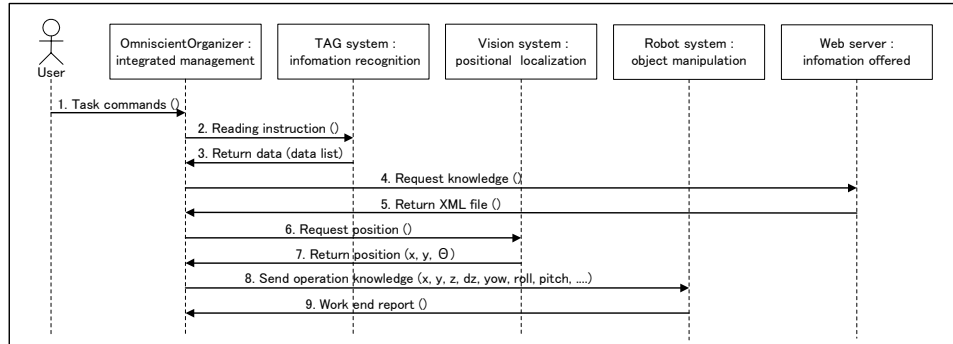 OmniscientOrganizer :
integrated management
TAG system :
infomation recognition
Vision system :
positional localization
Robot system :
object manipulation
Web server :
infomation offered
User
1. Task commands ()
2. Reading instruction ()
3. Return data (data list)
4. Request knowledge ()
5. Return XML file ()
6. Request position ()
7. Return position (x, y, Θ)
8. Send operation knowledge (x, y, z, dz, yow, roll, pitch, ....)
9. Work end report ()